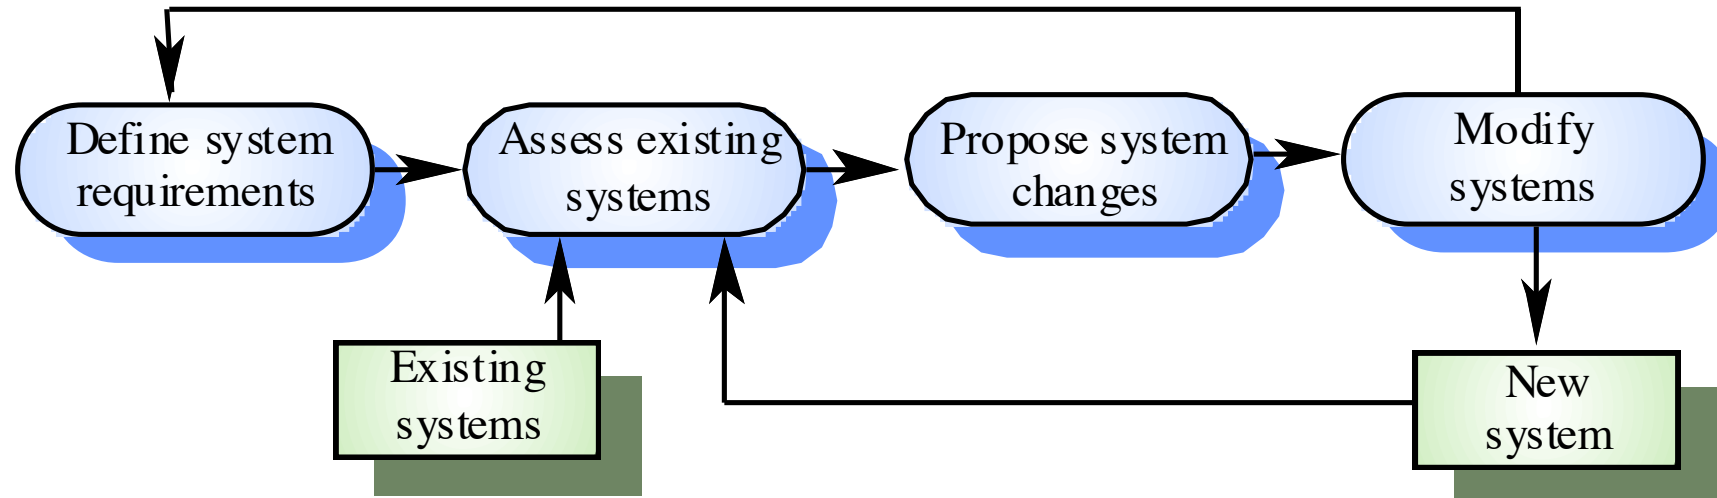 Define system
requirements
Assess existing
systems
Propose system
changes
Modify
systems
Existing
systems
New
system